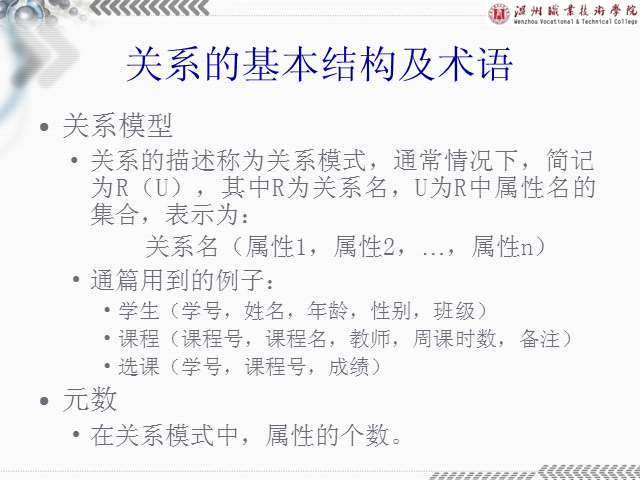 温州职业技术学院
Wenzhou Vocational & Technical College
关系的基本结构及术语
• 关系模型
• 关系的描述称为关系模式，通常情况下，简记
为R（U），其中R为关系名，U为R中属性名的
集合，表示为：
关系名（属性1，属性2，…，属性n）
• 通篇用到的例子：
• 学生（学号，姓名，年龄，性别，班级）
• 课程（课程号，课程名，教师，周课时数，备注）
• 选课（学号，课程号，成绩）
• 元数
• 在关系模式中，属性的个数。